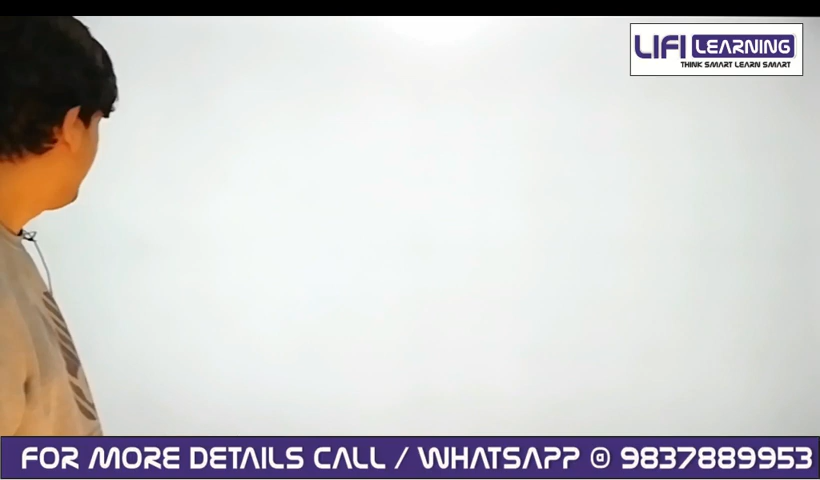 LIFI LEARNING
THINK SMART LEARN SMART
FOR MORE DETAILS CALL / WHATSAPP @ 9837889953